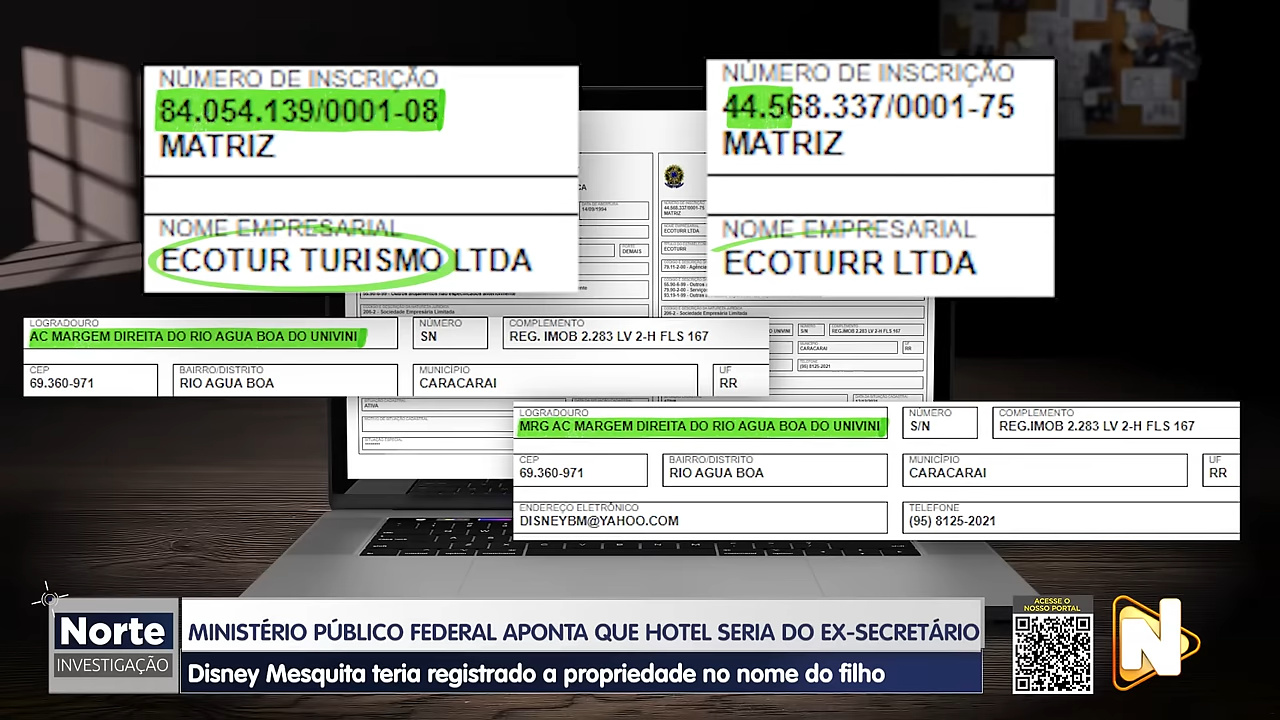 NÚMERO DE INSCRIÇÃO
84.054.139/0001-08
MATRIZ
NOME EMPRESARIAL
ECOTUR TURISMO LTDA
NÚMERO DE INSCRIÇÃO
44.568.337/0001-75
MATRIZ
NOME EMPRESARIAL
ECOTURR LTDA
LOGRADOURO
AC MARGEM DIREITA DO RIO AGUA BOA DO UNIVINI
NÚMERO
SN
COMPLEMENTO
REG. IMOB 2.283 LV 2-H FLS 167
CEP
69.360-971
BAIRRO/DISTRITO
RIO AGUA BOA
MUNICÍPIO
CARACARAI
UF
RR
LOGRADOURO
MRG AC MARGEM DIREITA DO RIO AGUA BOA DO UNIVINI
NÚMERO
S/N
COMPLEMENTO
REG.IMOB 2.283 LV 2-H FLS 167
CEP
69.360-971
BAIRRO/DISTRITO
RIO AGUA BOA
MUNICÍPIO
CARACARAI
UF
RR
ENDEREÇO ELETRÔNICO
DISNEYBM@YAHOO.COM
TELEFONE
(95) 8125-2021
Norte
INVESTIGAÇÃO
MINISTÉRIO PÚBLICO FEDERAL APONTA QUE HOTEL SERIA DO EX-SECRETÁRIO
Disney Mesquita teria registrado a propriedade no nome do filho
ACESSE O
NOSSO PORTAL
N